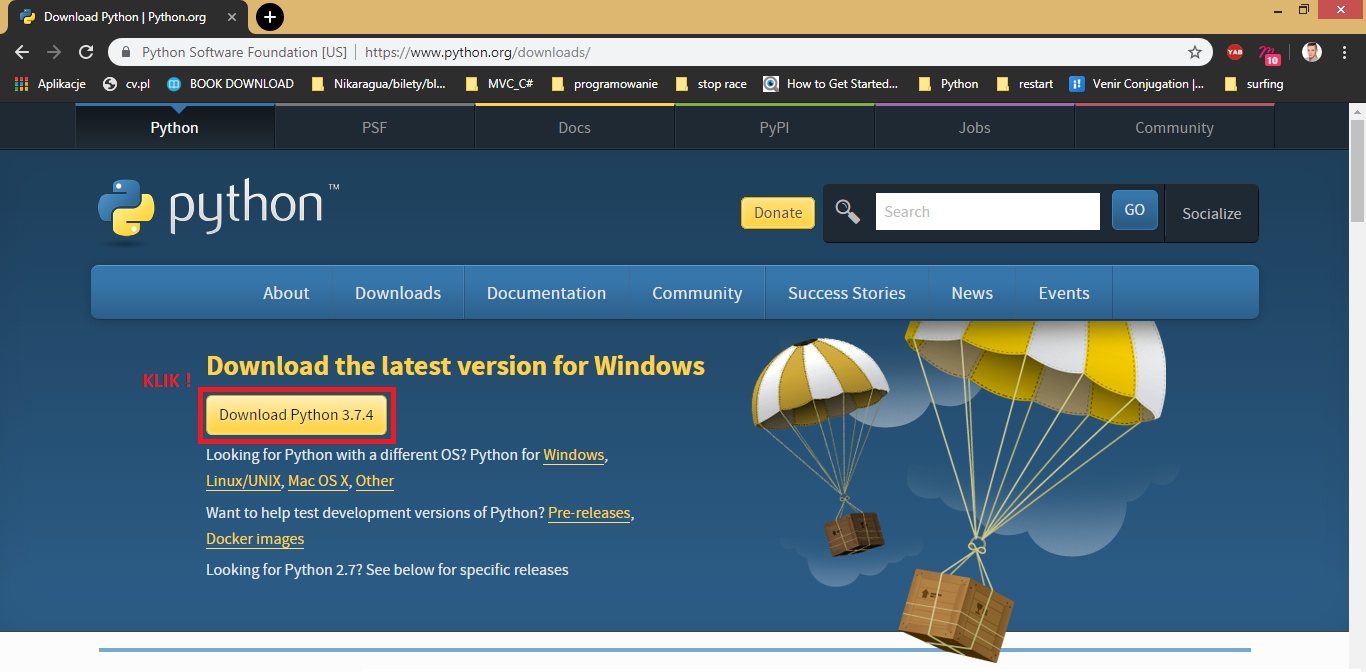 Download Python | Python.org
Python Software Foundation [US] | https://www.python.org/downloads/
YAB
10
Aplikacje
cv.pl
BOOK DOWNLOAD
Nikaragua/bilety/bl...
MVC_C#
programowanie
stop race
How to Get Started...
Python
restart
Venir Conjugation |...
surfing
Python
PSF
Docs
PyPI
Jobs
Community
python™
Donate
Search
GO
Socialize
About
Downloads
Documentation
Community
Success Stories
News
Events
Download the latest version for Windows
KLIK !
Download Python 3.7.4
Looking for Python with a different OS? Python for Windows,
Linux/UNIX, Mac OS X, Other
Want to help test development versions of Python? Pre-releases,
Docker images
Looking for Python 2.7? See below for specific releases